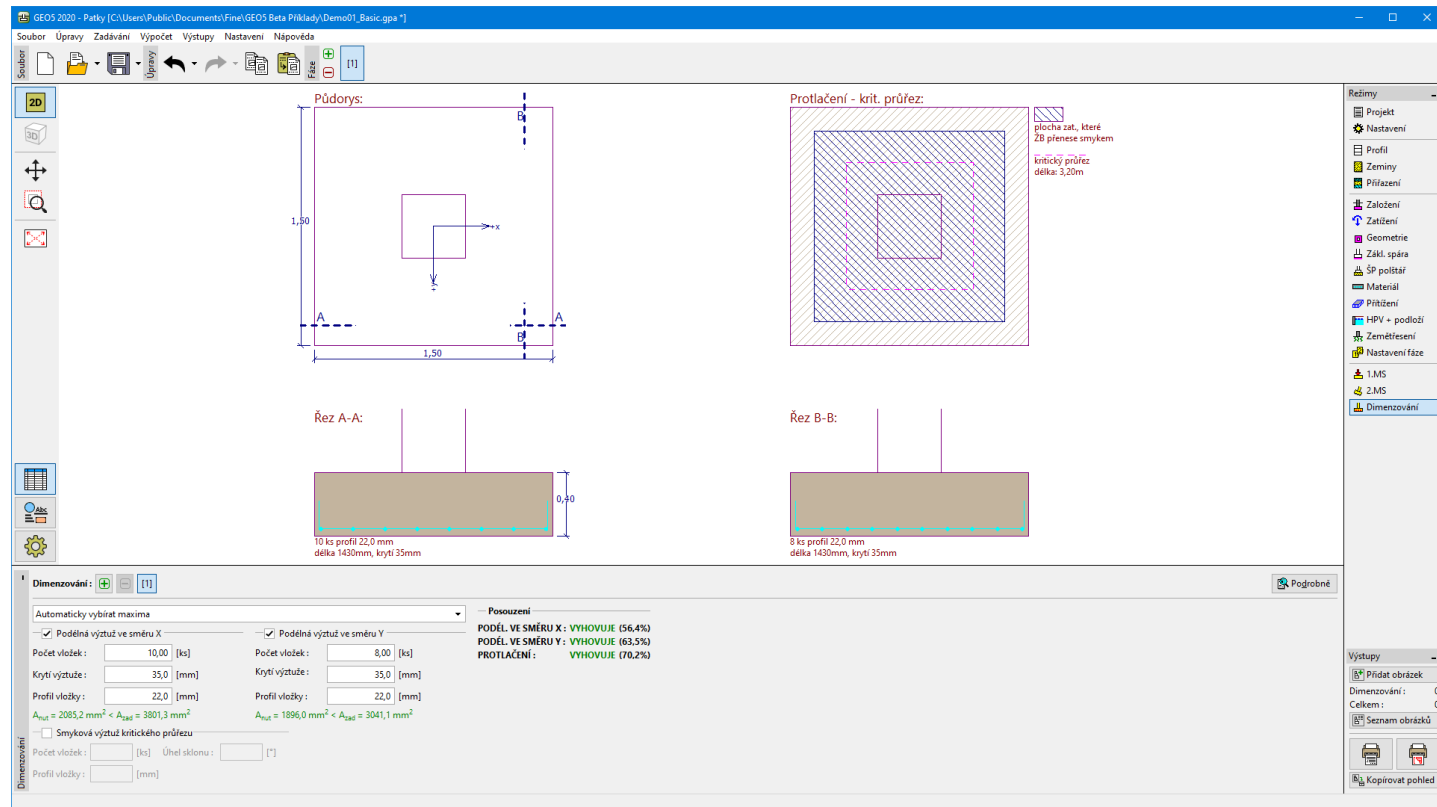 GEO5 2020 - Patky [C:\Users\Public\Documents\Fine\GEO5 Beta Příklady\Demo01_Basic.gpa *]
Soubor Úpravy Zadávání Výpočet Výstupy Nastavení Nápověda
Soubor
Úpravy
Fáze
[1]
2D
3D
Půdorys:
B
1,50
+x
+y
A
A
B
1,50
Protlačení - krit. průřez:
plocha zat., které
ŽB přenese smykem
kritický průřez
délka: 3,20m
Řez A-A:
0,40
10 ks profil 22,0 mm
délka 1430mm, krytí 35mm
Řez B-B:
8 ks profil 22,0 mm
délka 1430mm, krytí 35mm
Abc
Režimy
Projekt
Nastavení
Profil
Zeminy
Přiřazení
Založení
Zatížení
Geometrie
Zákl. spára
ŠP polštář
Materiál
Přitížení
HPV + podloží
Zemětřesení
Nastavení fáze
1.MS
2.MS
Dimenzování
Dimenzování
Dimenzování : [1]
Podrobné
Automaticky vybírat maxima
Podélná výztuž ve směru X
Počet vložek : 10,00 [ks]
Krytí výztuže : 35,0 [mm]
Profil vložky : 22,0 [mm]
Anut = 2085,2 mm² < Azad = 3801,3 mm²
Podélná výztuž ve směru Y
Počet vložek : 8,00 [ks]
Krytí výztuže : 35,0 [mm]
Profil vložky : 22,0 [mm]
Anut = 1896,0 mm² < Azad = 3041,1 mm²
Smyková výztuž kritického průřezu
Počet vložek : [ks] Úhel sklonu : [°]
Profil vložky : [mm]
Posouzení
PODÉL. VE SMĚRU X : VYHOVUJE (56,4%)
PODÉL. VE SMĚRU Y : VYHOVUJE (63,5%)
PROTLAČENÍ : VYHOVUJE (70,2%)
Výstupy
Přidat obrázek
Dimenzování : 0
Celkem : 0
Seznam obrázků
Kopírovat pohled